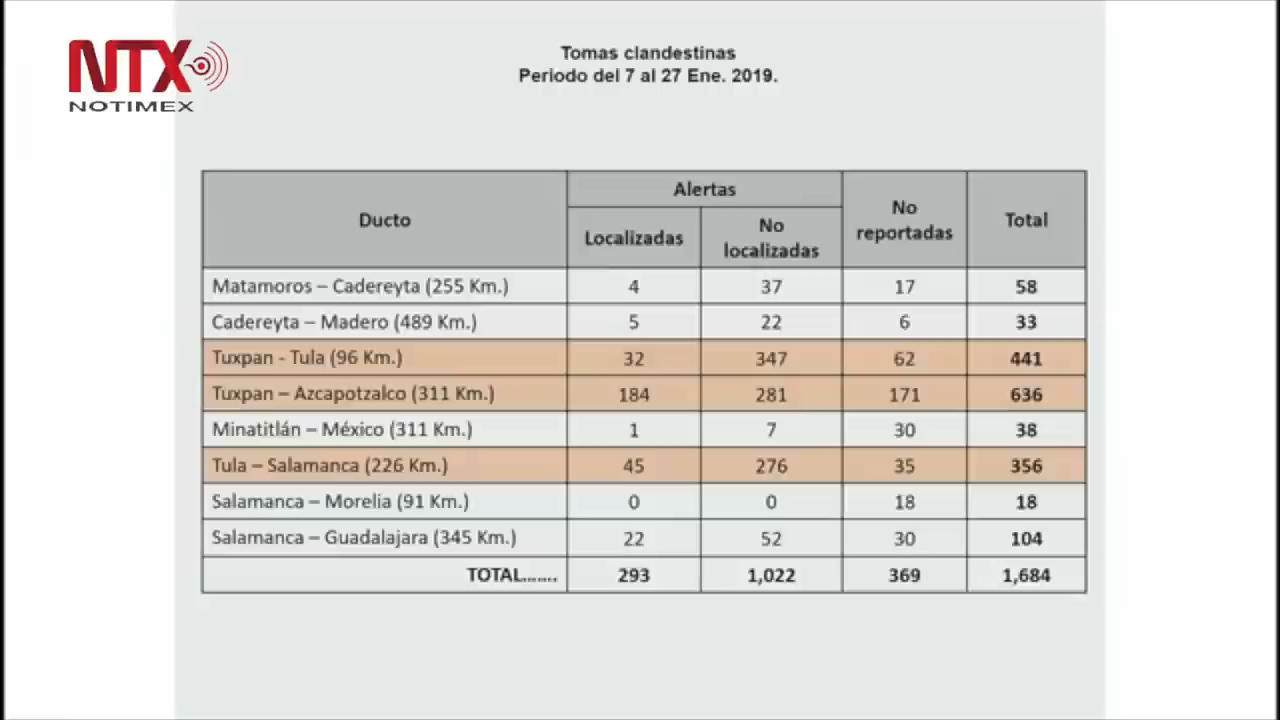 NTX
NOTIMEX
Tomas clandestinas
Periodo del 7 al 27 Ene. 2019.
Ducto Alertas No reportadas Total
Localizadas No localizadas
Matamoros – Cadereyta (255 Km.) 4 37 17 58
Cadereyta – Madero (489 Km.) 5 22 6 33
Tuxpan - Tula (96 Km.) 32 347 62 441
Tuxpan – Azcapotzalco (311 Km.) 184 281 171 636
Minatitlán – México (311 Km.) 1 7 30 38
Tula – Salamanca (226 Km.) 45 276 35 356
Salamanca – Morelia (91 Km.) 0 0 18 18
Salamanca – Guadalajara (345 Km.) 22 52 30 104
TOTAL....... 293 1,022 369 1,684